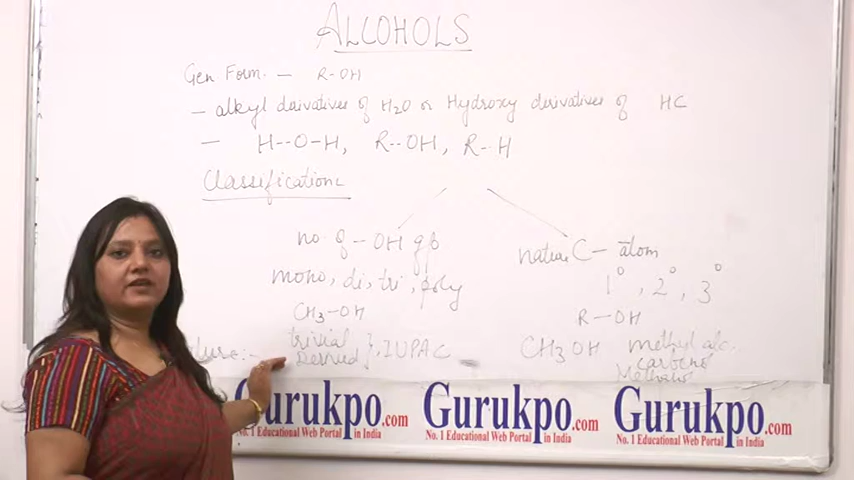 ALCOHOLS
Gen Form. — R-OH
- alkyl derivatives of H2O or Hydroxy derivatives of HC
- H--O-H, R--OH, R--H
Classification
no. of -OH gp
mono, di, tri, poly
CH3-OH
nature C- atom
1°, 2°, 3°
R-OH
CH3OH methyl alc.
trivial
Derived } , IUPAC
Gurukpo.com
No. 1 Educational Web Portal in India
Gurukpo.com
No. 1 Educational Web Portal in India
Gurukpo.com
No. 1 Educational Web Portal in India